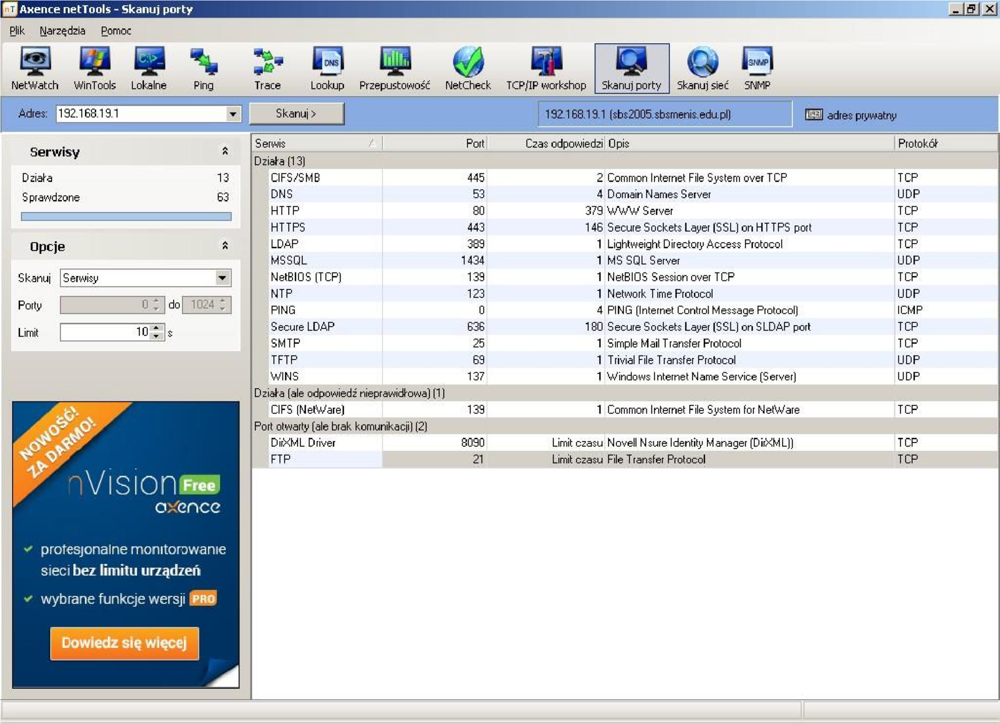 nT Axence netTools - Skanuj porty
Plik Narzędzia Pomoc
C:\>_ DNS SNMP
NetWatch WinTools Lokalne Ping Trace Lookup Przepustowość NetCheck TCP/IP workshop Skanuj porty Skanuj sieć SNMP
Adres: 192.168.19.1 Skanuj > 192.168.19.1 (sbs2005.sbsmenis.edu.pl) 192 adres prywatny
Serwisy
Działa 13
Sprawdzone 63
Opcje
Skanuj Serwisy
Porty 0 do 1024
Limit 10 s
NOWOŚĆ!
ZA DARMO!
nVision Free
axence
profesjonalne monitorowanie
sieci bez limitu urządzeń
wybrane funkcje wersji PRO
Dowiedz się więcej
Serwis Port Czas odpowiedzi Opis Protokół
Działa (13)
CIFS/SMB 445 2 Common Internet File System over TCP TCP
DNS 53 4 Domain Names Server UDP
HTTP 80 379 WWW Server TCP
HTTPS 443 146 Secure Sockets Layer (SSL) on HTTPS port TCP
LDAP 389 1 Lightweight Directory Access Protocol TCP
MSSQL 1434 1 MS SQL Server UDP
NetBIOS (TCP) 139 1 NetBIOS Session over TCP TCP
NTP 123 1 Network Time Protocol UDP
PING 0 4 PING (Internet Control Message Protocol) ICMP
Secure LDAP 636 180 Secure Sockets Layer (SSL) on SLDAP port TCP
SMTP 25 1 Simple Mail Transfer Protocol TCP
TFTP 69 1 Trivial File Transfer Protocol UDP
WINS 137 1 Windows Internet Name Service (Server) UDP
Działa (ale odpowiedź nieprawidłowa) (1)
CIFS (NetWare) 139 1 Common Internet File System for NetWare TCP
Port otwarty (ale brak komunikacji) (2)
DirXML Driver 8090 Limit czasu Novell Nsure Identity Manager (DirXML)) TCP
FTP 21 Limit czasu File Transfer Protocol TCP